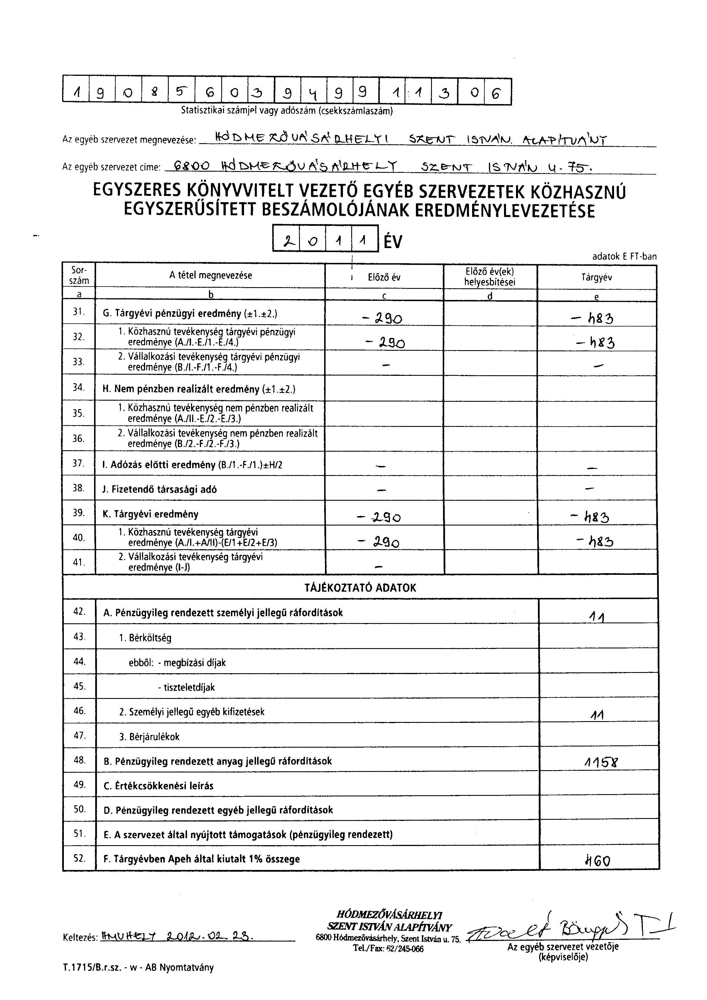 1 9 0 8 5 6 0 3 9 4 9 9 1 1 3 0 6
Statisztikai számjel vagy adószám (csekkszámlaszám)
Az egyéb szervezet megnevezése: HÓDMEZŐVÁSÁRHELYI SZENT ISTVÁN ALAPÍTVÁNY
Az egyéb szervezet címe: 6800 HÓDMEZŐVÁSÁRHELY SZENT ISTVÁN U. 75.
EGYSZERES KÖNYVVITELT VEZETŐ EGYÉB SZERVEZETEK KÖZHASZNÚ
EGYSZERŰSÍTETT BESZÁMOLÓJÁNAK EREDMÉNYLEVEZETÉSE
2 0 1 1 ÉV
adatok E FT-ban
Sor-szám A tétel megnevezése Előző év Előző év(ek) helyesbítései Tárgyév
a b c d e
31. G. Tárgyévi pénzügyi eredmény (±1.±2.) - 290 - 483
32. 1. Közhasznú tevékenység tárgyévi pénzügyi
eredménye (A./I.-E./1.-E./4.) - 290 - 483
33. 2. Vállalkozási tevékenység tárgyévi pénzügyi
eredménye (B./I.-F./1.-F./4.) - -
34. H. Nem pénzben realizált eredmény (±1.±2.)
35. 1. Közhasznú tevékenység nem pénzben realizált
eredménye (A./II.-E./2.-E./3.)
36. 2. Vállalkozási tevékenység nem pénzben realizált
eredménye (B./2.-F./2.-F./3.)
37. I. Adózás előtti eredmény (B./1.-F./1.)±H/2 - -
38. J. Fizetendő társasági adó - -
39. K. Tárgyévi eredmény - 290 - 483
40. 1. Közhasznú tevékenység tárgyévi
eredménye (A./I.+A/II)-(E/1+E/2+E/3) - 290 - 483
41. 2. Vállalkozási tevékenység tárgyévi
eredménye (I-J) -
TÁJÉKOZTATÓ ADATOK
42. A. Pénzügyileg rendezett személyi jellegű ráfordítások 11
43. 1. Bérköltség
44. ebből: - megbízási díjak
45. - tiszteletdíjak
46. 2. Személyi jellegű egyéb kifizetések 11
47. 3. Bérjárulékok
48. B. Pénzügyileg rendezett anyag jellegű ráfordítások 1158
49. C. Értékcsökkenési leírás
50. D. Pénzügyileg rendezett egyéb jellegű ráfordítások
51. E. A szervezet által nyújtott támogatások (pénzügyileg rendezett)
52. F. Tárgyévben Apeh által kiutalt 1% összege 460
HÓDMEZŐVÁSÁRHELYI
SZENT ISTVÁN ALAPÍTVÁNY
6800 Hódmezővásárhely, Szent István u. 75.
Tel./Fax: 62/245-066
Keltezés: HMVHELY 2012.02.23.
Az egyéb szervezet vezetője
(képviselője)
T.1715/B.r.sz. - w - AB Nyomtatvány